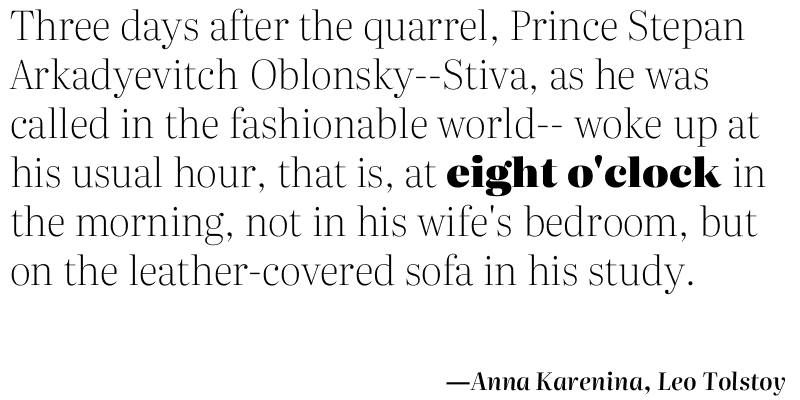 Three days after the quarrel, Prince Stepan
Arkadyevitch Oblonsky--Stiva, as he was
called in the fashionable world-- woke up at
his usual hour, that is, at eight o'clock in
the morning, not in his wife's bedroom, but
on the leather-covered sofa in his study.
—Anna Karenina, Leo Tolstoy